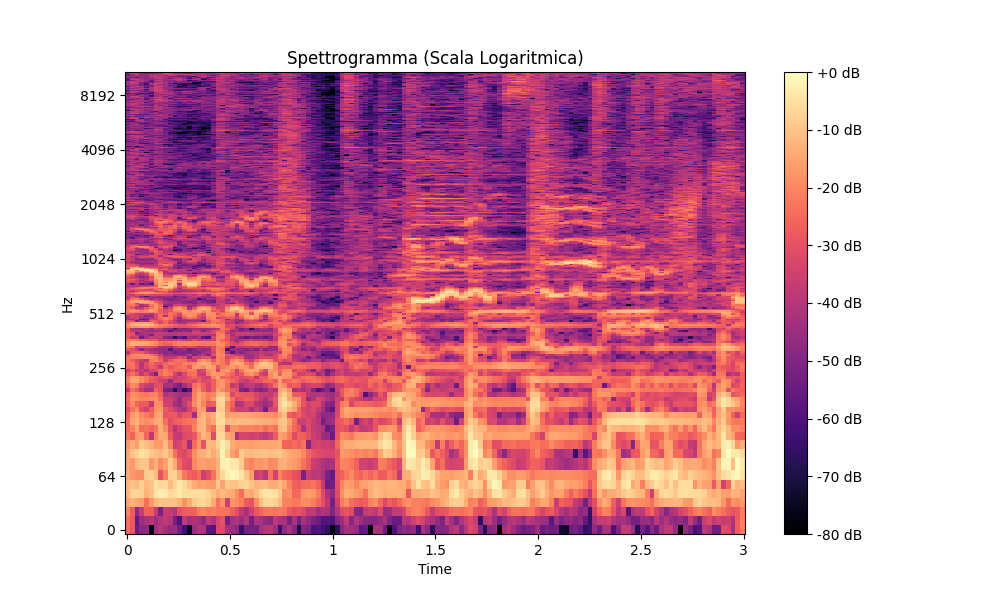 Spettrogramma (Scala Logaritmica)
Hz
8192
4096
2048
1024
512
256
128
64
0
0 0.5 1 1.5 2 2.5 3
Time
+0 dB
-10 dB
-20 dB
-30 dB
-40 dB
-50 dB
-60 dB
-70 dB
-80 dB